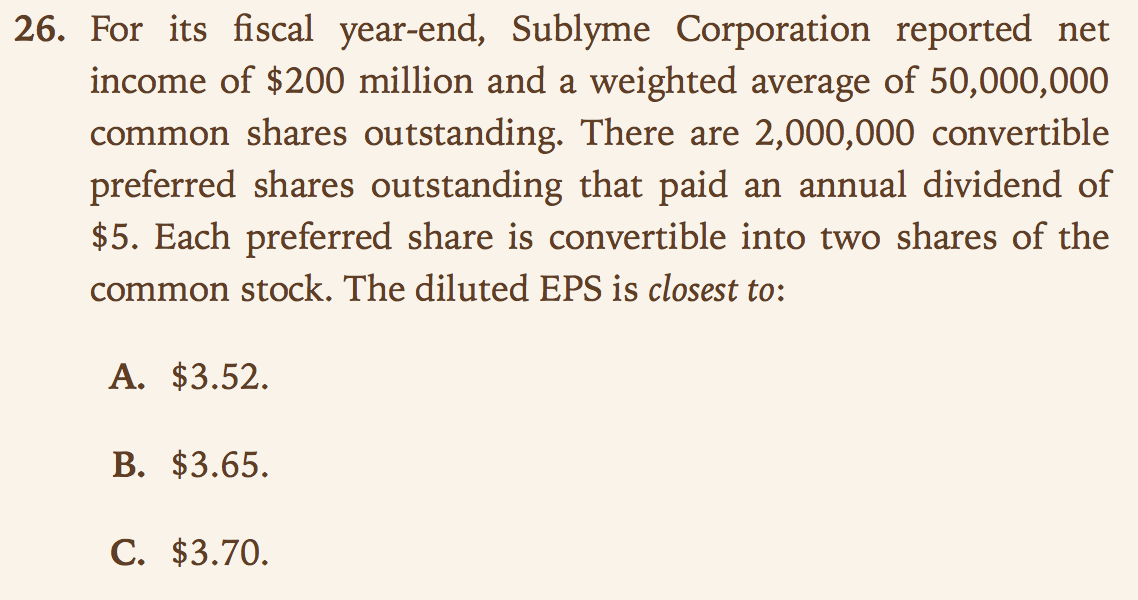 26. For its fiscal year-end, Sublyme Corporation reported net
income of $200 million and a weighted average of 50,000,000
common shares outstanding. There are 2,000,000 convertible
preferred shares outstanding that paid an annual dividend of
$5. Each preferred share is convertible into two shares of the
common stock. The diluted EPS is closest to:
A. $3.52.
B. $3.65.
C. $3.70.